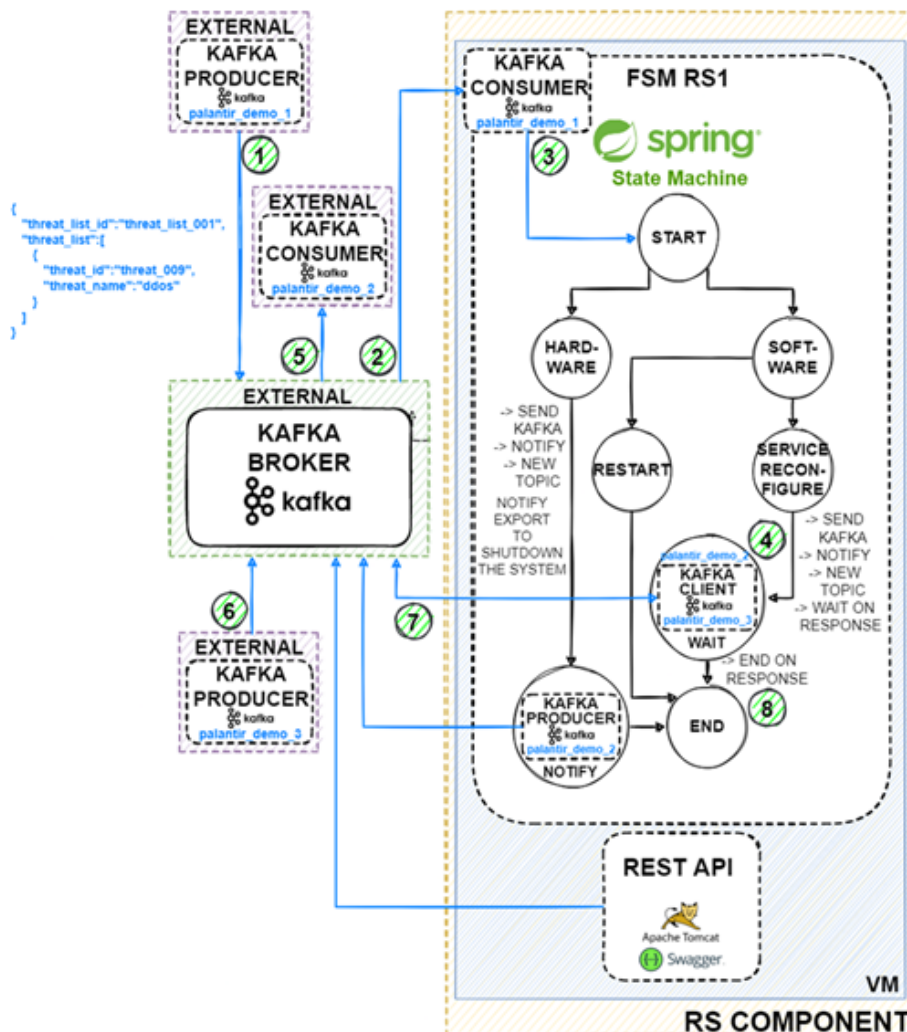 EXTERNAL
KAFKA
PRODUCER
kafka
palantir_demo_1
1
{
"threat_list_id":"threat_list_001",
"threat_list":[
{
"threat_id":"threat_009",
"threat_name":"ddos"
}
]
}
EXTERNAL
KAFKA
CONSUMER
kafka
palantir_demo_2
5
2
EXTERNAL
KAFKA
BROKER
kafka
6
7
EXTERNAL
KAFKA
PRODUCER
kafka
palantir_demo_3
KAFKA
CONSUMER
kafka
palantir_demo_1
3
FSM RS1
spring
State Machine
START
HARD-
WARE
SOFT-
WARE
-> SEND
KAFKA
-> NOTIFY
-> NEW
TOPIC
NOTIFY
EXPORT
TO
SHUTDOWN
THE SYSTEM
RESTART
SERVICE
RECON-
FIGURE
4
-> SEND
KAFKA
-> NOTIFY
-> NEW
TOPIC
-> WAIT ON
RESPONSE
palantir_demo_2
KAFKA
CLIENT
kafka
palantir_demo_3
WAIT
-> END ON
RESPONSE
8
KAFKA
PRODUCER
kafka
palantir_demo_2
NOTIFY
END
REST API
Apache Tomcat
Swagger
VM
RS COMPONENT